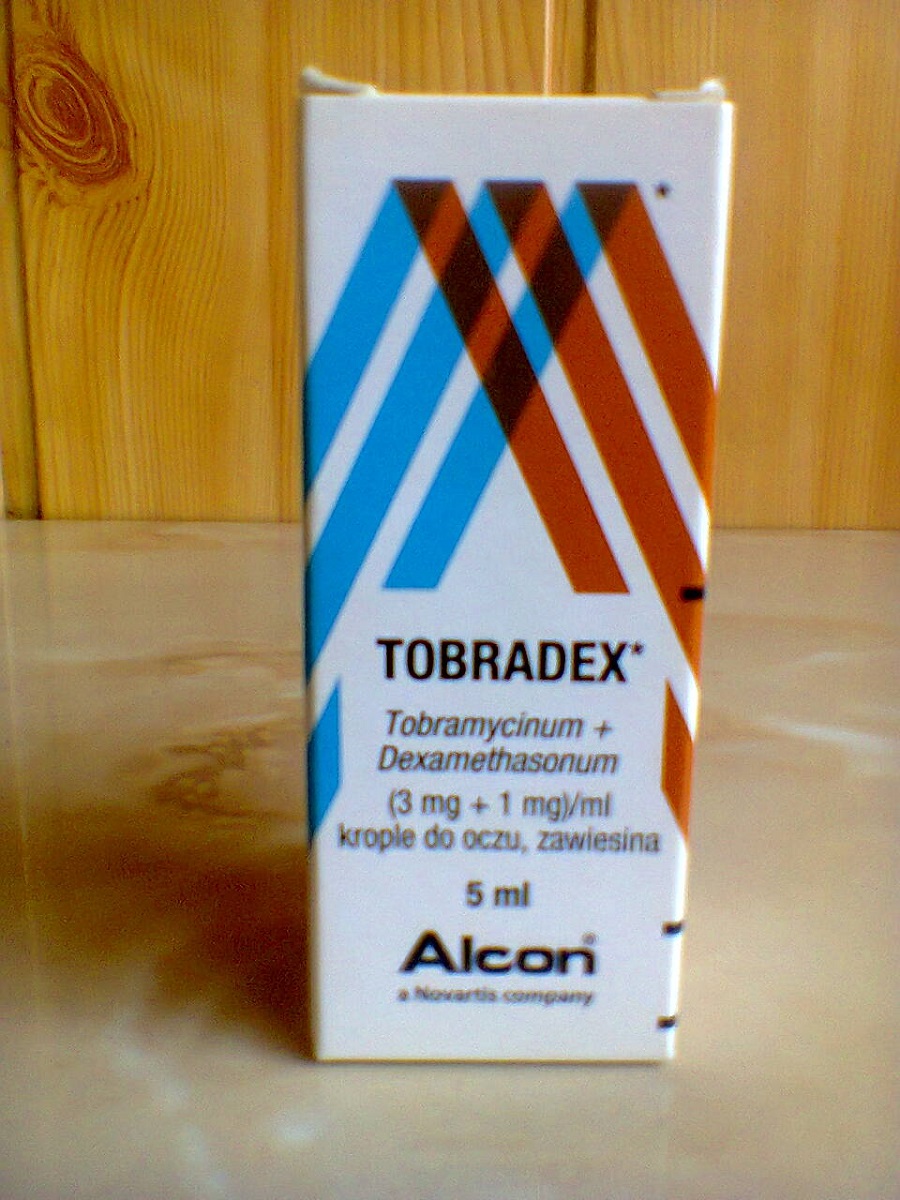 TOBRADEX*
Tobramycinum +
Dexamethasonum
(3 mg + 1 mg)/ml
krople do oczu, zawiesina
5 ml
Alcon®
a Novartis company